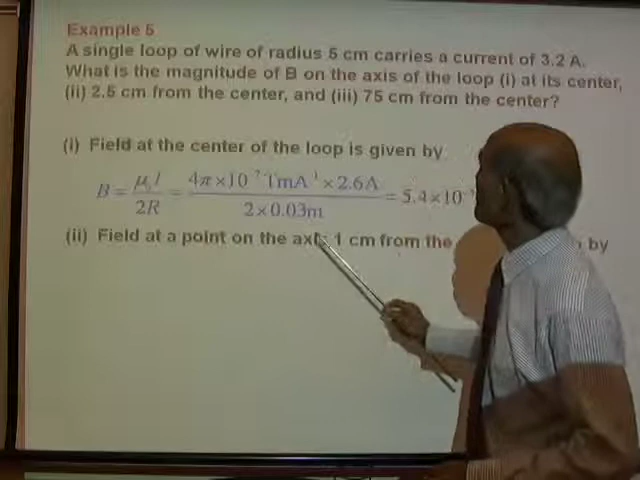 Example 5
A single loop of wire of radius 5 cm carries a current of 3.2 A.
What is the magnitude of B on the axis of the loop (i) at its center,
(ii) 2.5 cm from the center, and (iii) 75 cm from the center?
(i) Field at the center of the loop is given by
B = μ₀I / 2R = 4π×10⁻⁷ TmA⁻¹ × 2.6A / 2×0.03m = 5.4×10⁻
(ii) Field at a point on the axis 1 cm from the by